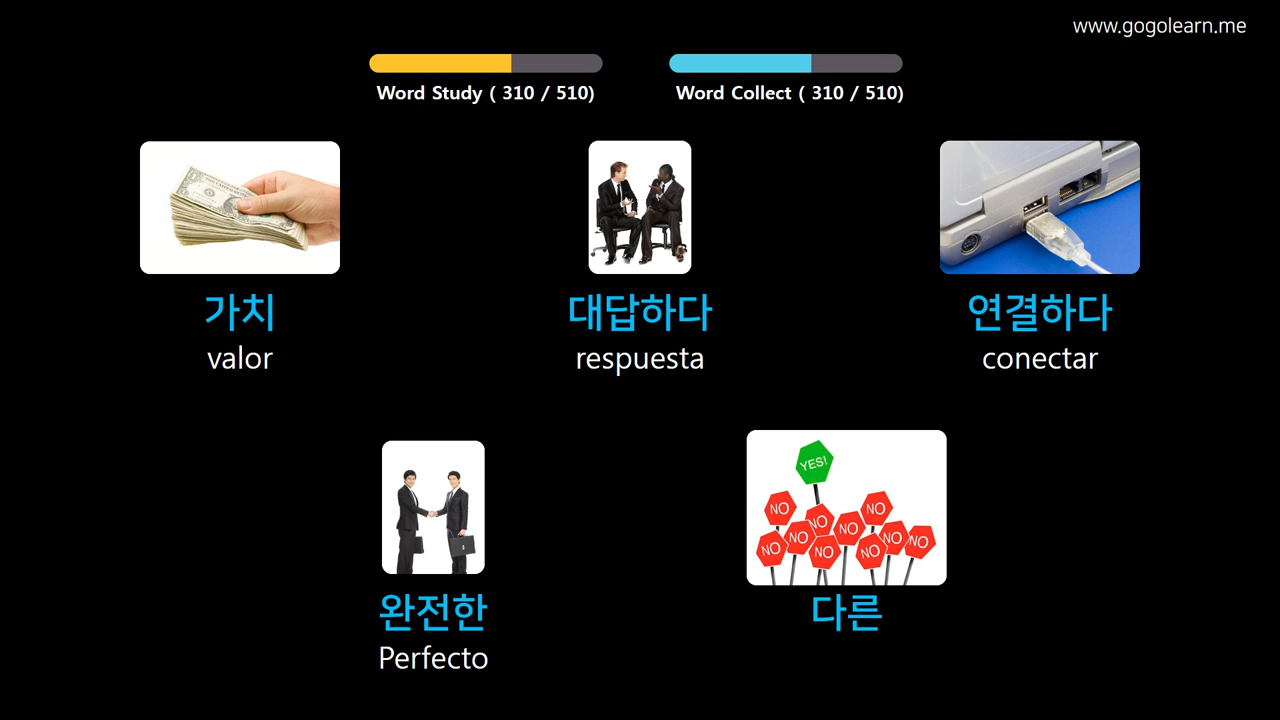 www.gogolearn.me
Word Study ( 310 / 510)
Word Collect ( 310 / 510)
가치
valor
대답하다
respuesta
연결하다
conectar
완전한
Perfecto
YES!
NO
NO
NO
NO
NO
NO
NO
NO
NO
NO
다른